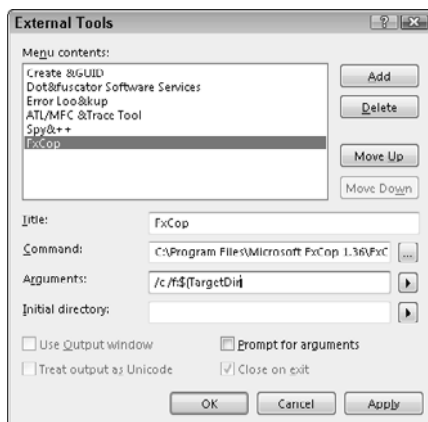 External Tools
Menu contents:
Create &GUID
Dot&fuscator Software Services
Error Loo&kup
ATL/MFC &Trace Tool
Spy&++
FxCop
Add
Delete
Move Up
Move Down
Title:
FxCop
Command:
C:\Program Files\Microsoft FxCop 1.36\FxC
...
Arguments:
/c /f:$(TargetDir
Initial directory:
Use Output window
Prompt for arguments
Treat output as Unicode
Close on exit
OK
Cancel
Apply